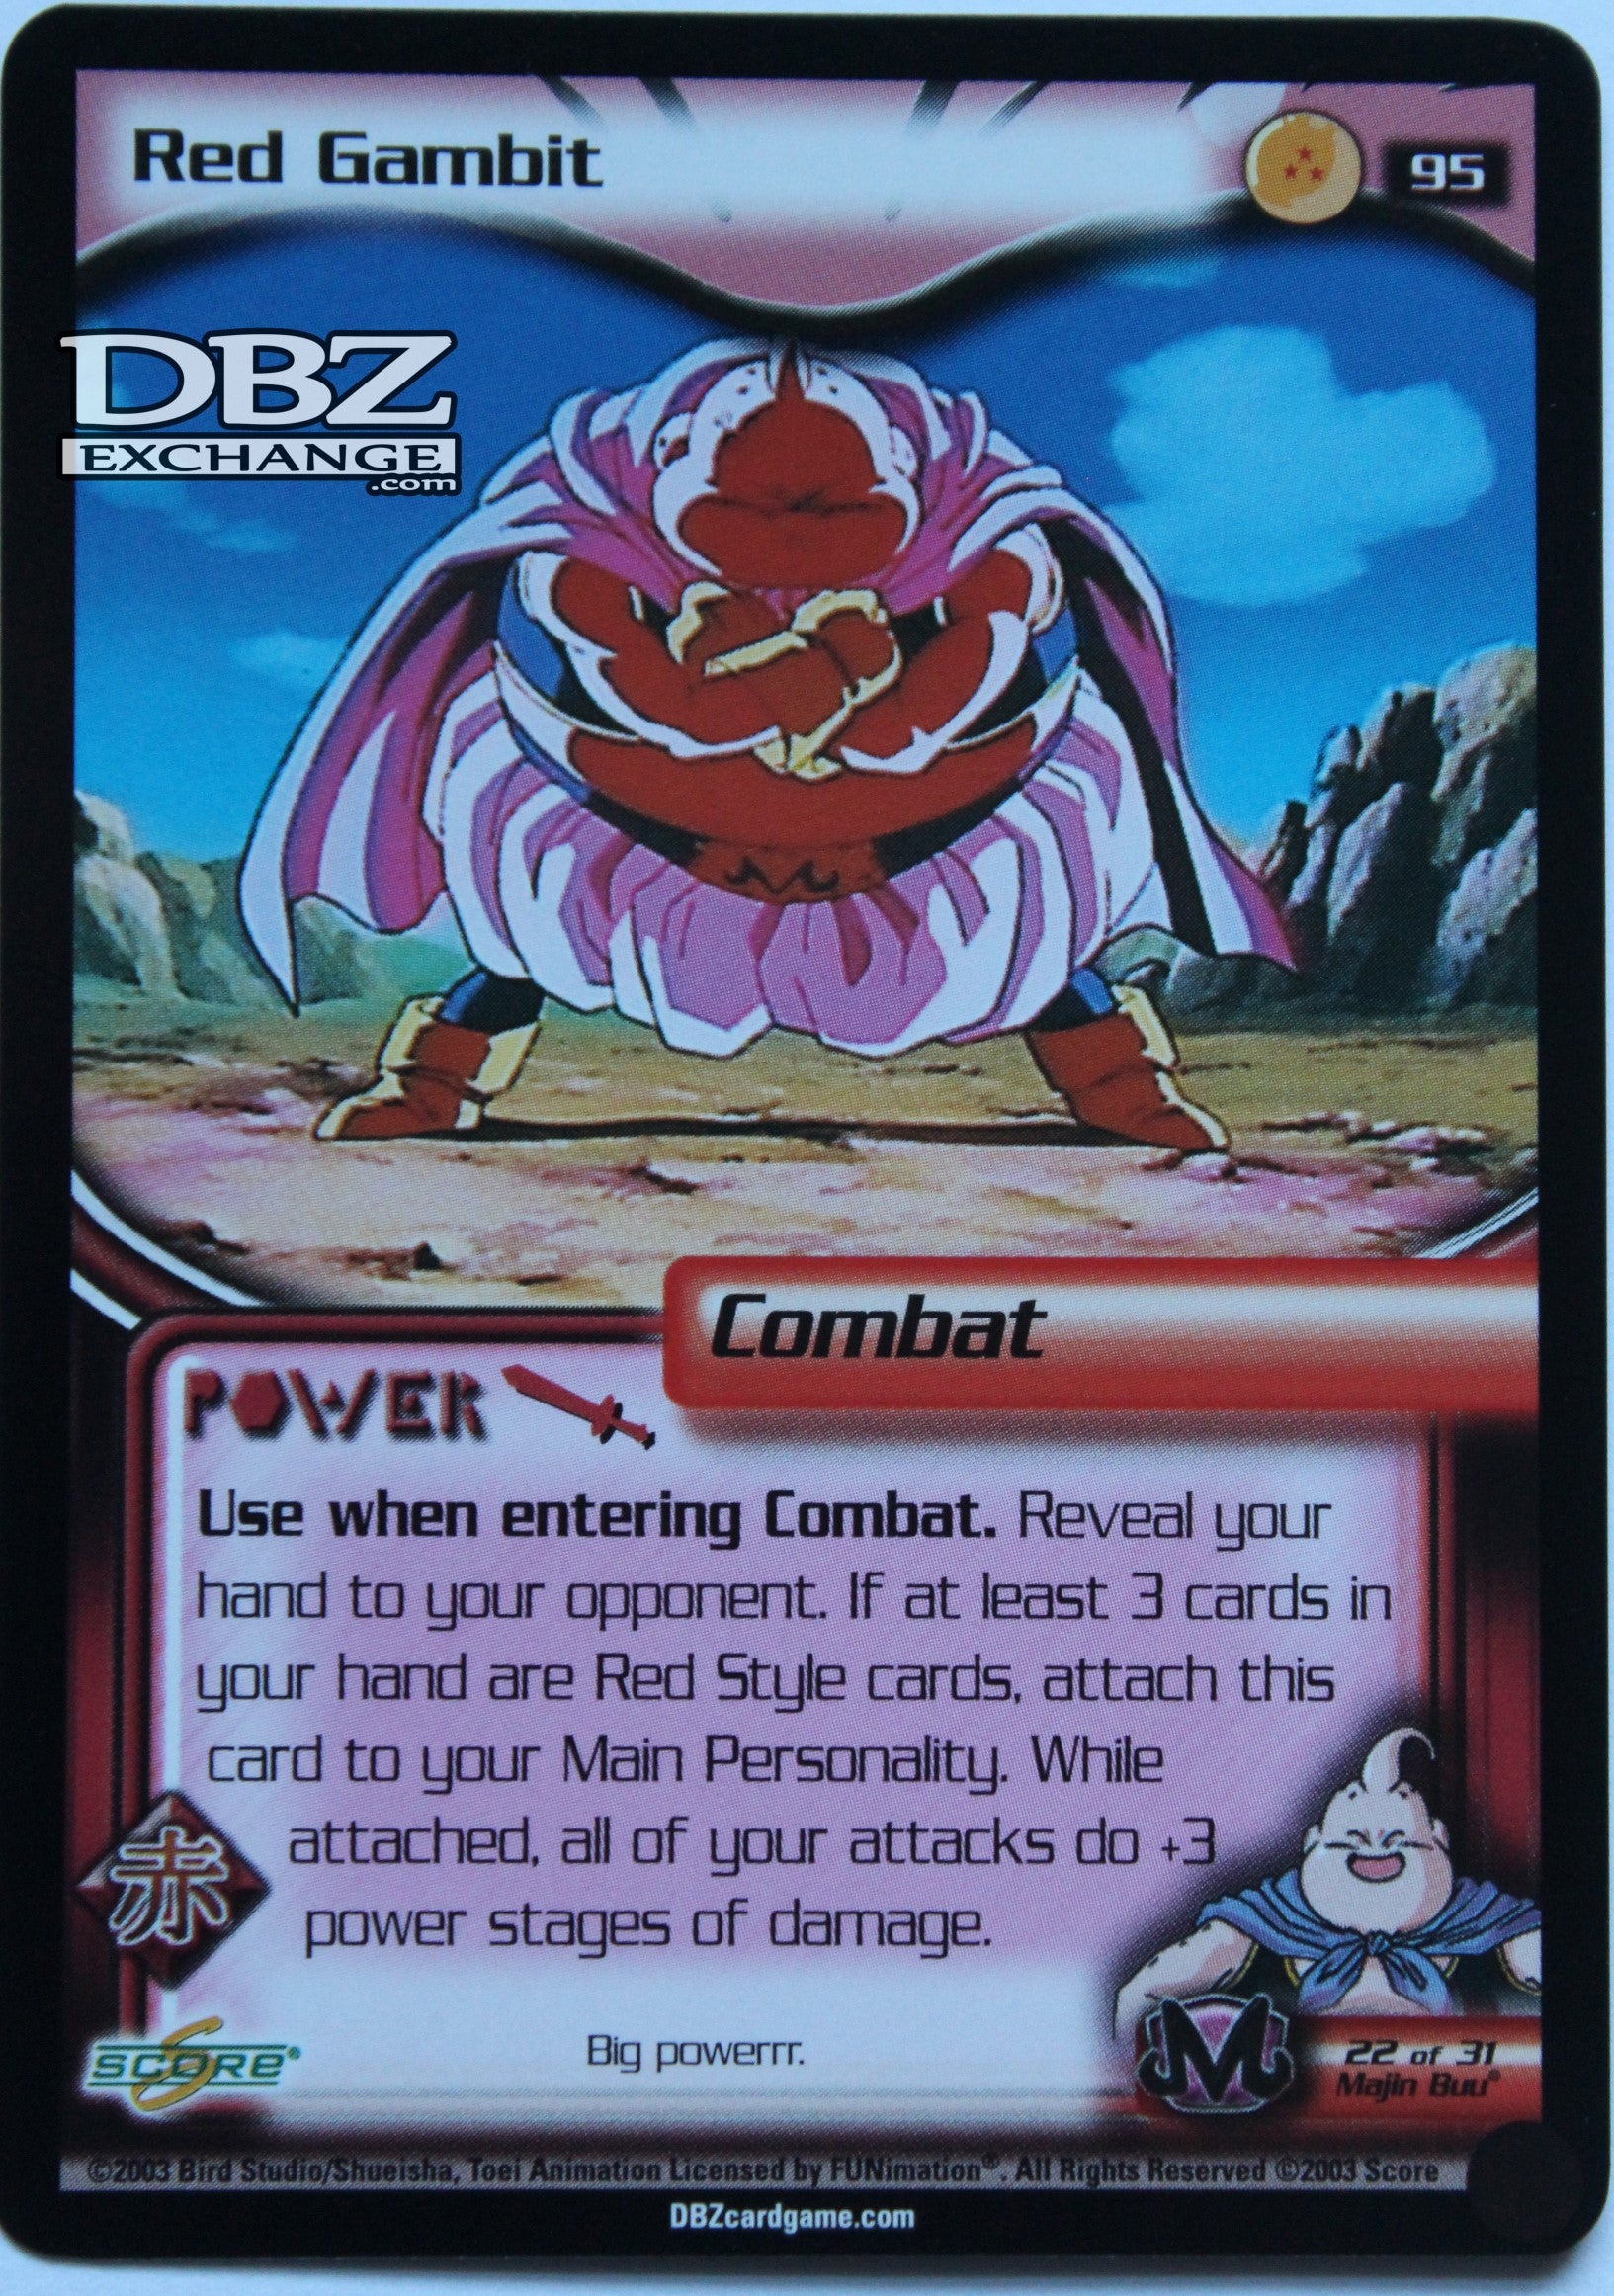 Red Gambit
95
DBZ
EXCHANGE
.com
Combat
POWER
Use when entering Combat. Reveal your
hand to your opponent. If at least 3 cards in
your hand are Red Style cards, attach this
card to your Main Personality. While
attached, all of your attacks do +3
power stages of damage.
赤
Big powerrr.
SCORE®
M
22 of 31
Majin Buu®
©2003 Bird Studio/Shueisha, Toei Animation Licensed by FUNimation®. All Rights Reserved ©2003 Score
DBZcardgame.com